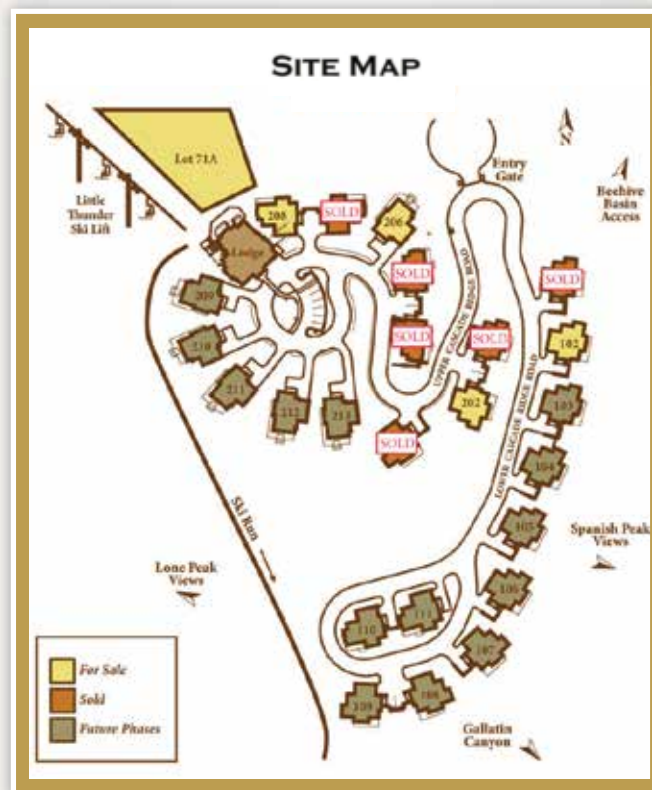 SITE MAP
Lot 71A
N
Entry
Gate
Beehive
Basin
Access
Little
Thunder
Ski Lift
208
SOLD
206
Lodge
SOLD
SOLD
209
UPPER CASCADE RIDGE ROAD
SOLD
SOLD
102
210
211
202
103
212
213
SOLD
LOWER CASCADE RIDGE ROAD
104
Ski Run
105
Spanish Peak
Views
Lone Peak
Views
106
110
111
107
108
109
For Sale
Sold
Future Phases
Gallatin
Canyon